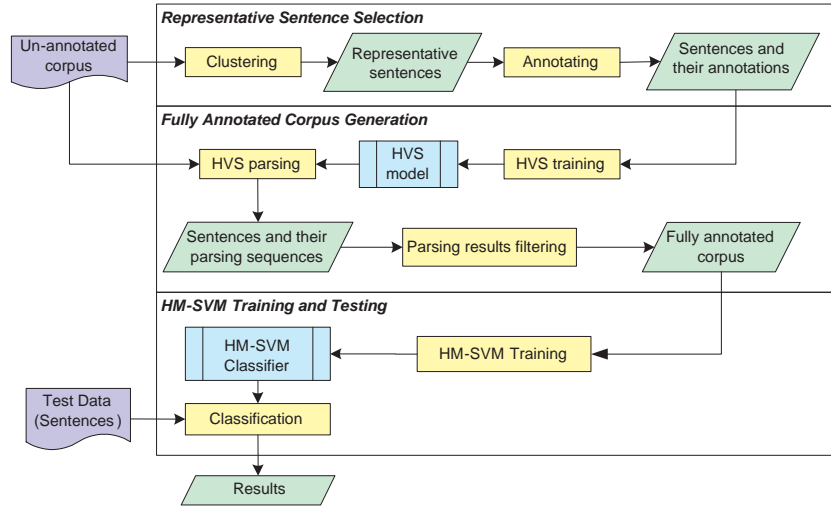 Representative Sentence Selection
Un-annotated
corpus
Clustering
Representative
sentences
Annotating
Sentences and
their annotations
Fully Annotated Corpus Generation
HVS parsing
HVS
model
HVS training
Sentences and their
parsing sequences
Parsing results filtering
Fully annotated
corpus
HM-SVM Training and Testing
HM-SVM
Classifier
HM-SVM Training
Test Data
(Sentences)
Classification
Results